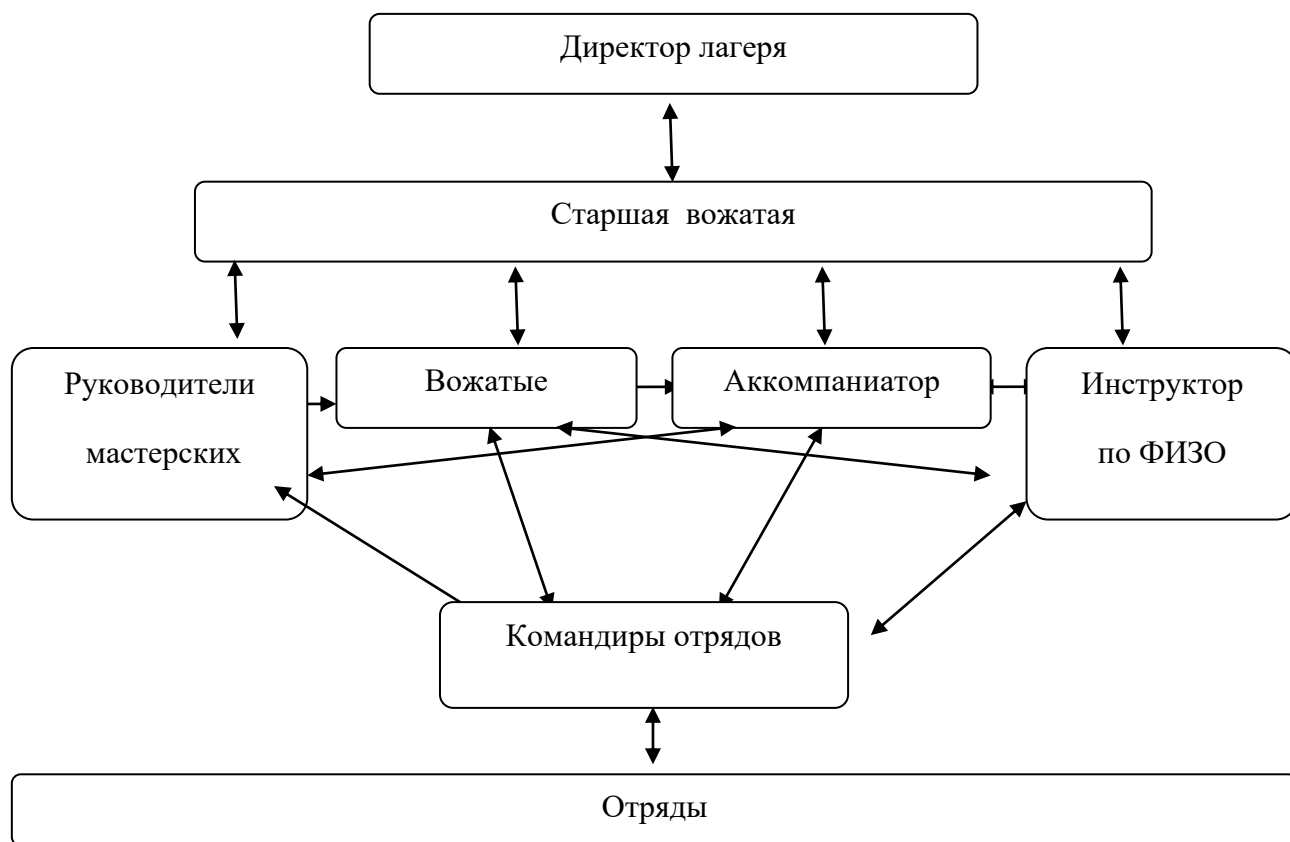 Директор лагеря
Старшая вожатая
Руководители
мастерских
Вожатые
Аккомпаниатор
Инструктор
по ФИЗО
Командиры отрядов
Отряды